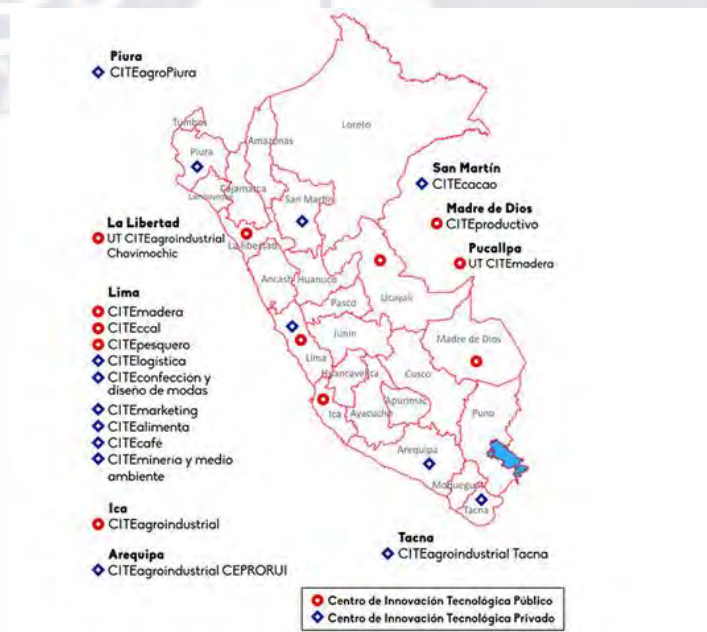 Piura
CITEagroPiura
Loreto
Tumbes
Amazonas
Piura
San Martín
CITEcacao
Cajamarca
Lambayeque
San Martín
Madre de Dios
CITEproductivo
La Libertad
UT CITEagroindustrial
Chavimochic
La libertad
Pucallpa
UT CITEmadera
Ancash
Huanuco
Ucayali
Pasco
Lima
CITEmadera
CITEccal
CITEpesquero
CITElogística
CITEconfección y
diseño de modas
CITEmarketing
CITEalimenta
CITEcafé
CITEminería y medio
ambiente
Junín
Madre de Dios
Lima
Huancavelica
Cusco
Apurimac
Ica
Ayacucho
Puno
Arequipa
Moquegua
Tacna
Ica
CITEagroindustrial
Arequipa
CITEagroindustrial CEPRORUI
Tacna
CITEagroindustrial Tacna
Centro de Innovación Tecnológica Público
Centro de Innovación Tecnológica Privado